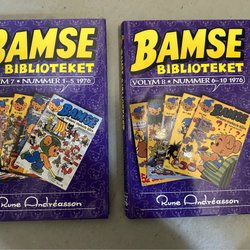 BAMSE
BIBLIOTEKET
VOLYM 7 • NUMMER 1–5 1976
BAMSE
Rune Andréasson
BAMSE
BIBLIOTEKET
VOLYM 8 • NUMMER 6–10 1976
Rune Andréasson